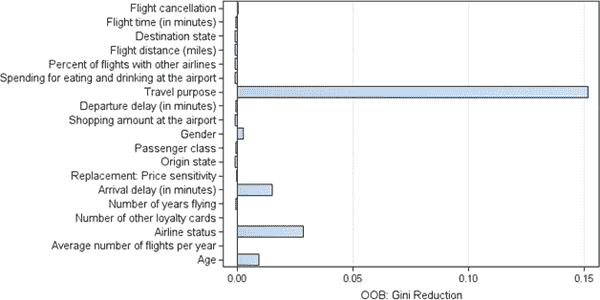 Flight cancellation
Flight time (in minutes)
Destination state
Flight distance (miles)
Percent of flights with other airlines
Spending for eating and drinking at the airport
Travel purpose
Departure delay (in minutes)
Shopping amount at the airport
Gender
Passenger class
Origin state
Replacement: Price sensitivity
Arrival delay (in minutes)
Number of years flying
Number of other loyalty cards
Airline status
Average number of flights per year
Age
0.00 0.05 0.10 0.15
OOB: Gini Reduction